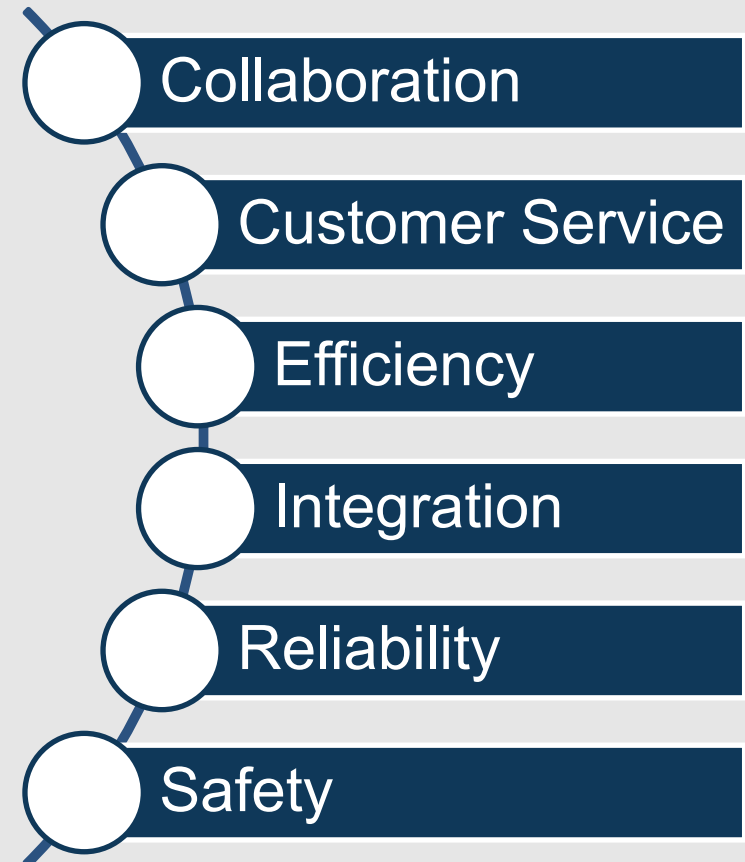 Collaboration
Customer Service
Efficiency
Integration
Reliability
Safety